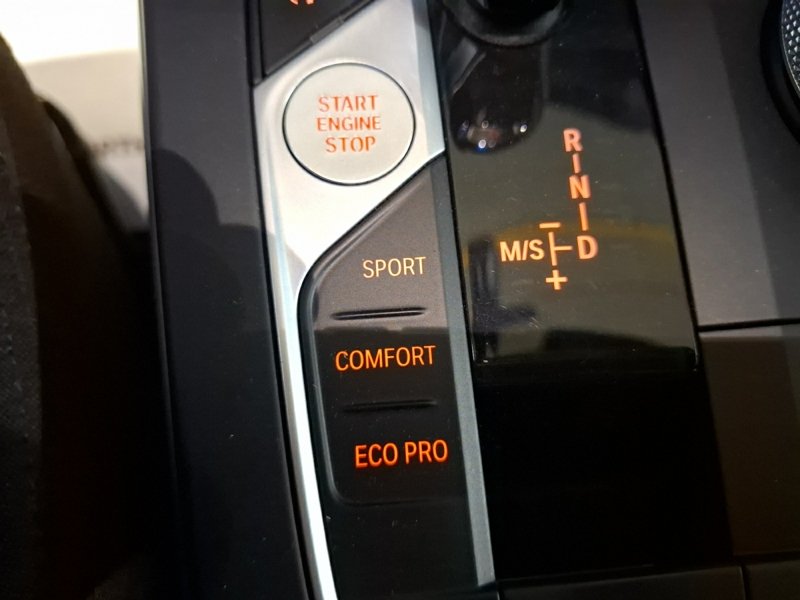 START
ENGINE
STOP
SPORT
COMFORT
ECO PRO
R
N
M/S
D
−
+